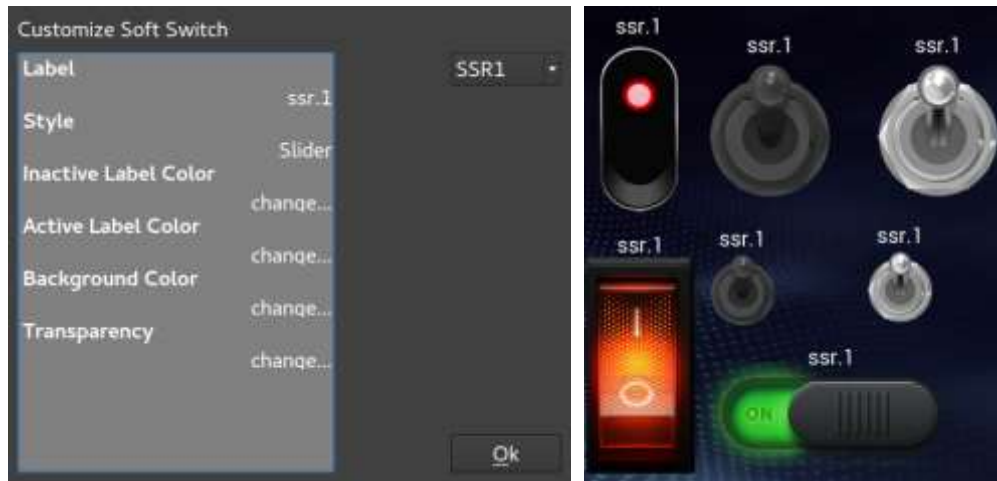 Customize Soft Switch
Label
SSR1
ssr.1
Style
Slider
Inactive Label Color
change...
Active Label Color
change...
Background Color
change...
Transparency
change...
Ok
ssr.1
ssr.1
ssr.1
ssr.1
ssr.1
ssr.1
ssr.1
ON